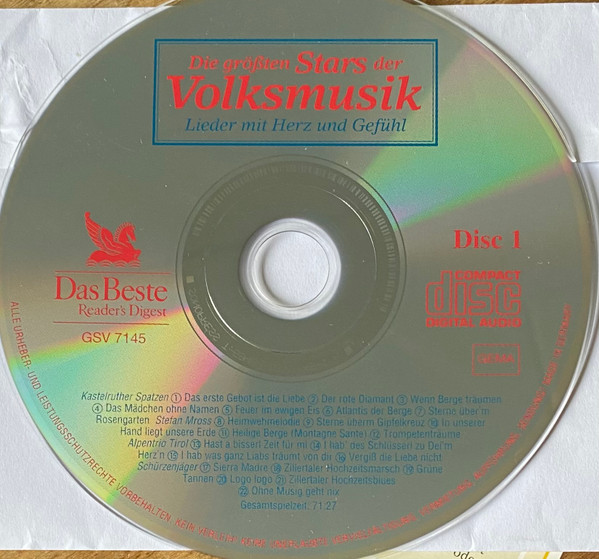 Die größten Stars der
Volksmusik
Lieder mit Herz und Gefühl
Disc 1
Das Beste
Reader's Digest
GSV 7145
COMPACT
disc
DIGITAL AUDIO
Kastelruther Spatzen ① Das erste Gebot ist die Liebe ② Der rote Diamant ③ Wenn Berge träumen
④ Das Mädchen ohne Namen ⑤ Feuer im ewigen Eis ⑥ Atlantis der Berge ⑦ Sterne über'm
Rosengarten Stefan Mross ⑧ Heimwehmelodie ⑨ Sterne überm Gipfelkreuz ⑩ In unserer
Hand liegt unsere Erde ⑪ Heilige Berge (Montagne Sante) ⑫ Trompetenträume
Alpentrio Tirol ⑬ Hast a bisserl Zeit für mi ⑭ I hab' den Schlüssel zu Dei'm
Herz'n ⑮ I hab was ganz Liabs träumt von dir ⑯ Vergiß die Liebe nicht
Schürzenjäger ⑰ Sierra Madre ⑱ Zillertaler Hochzeitsmarsch ⑲ Grüne
Tannen ⑳ Logo logo ㉑ Zillertaler Hochzeitsblues
㉒ Ohne Musig geht nix
Gesamtspielzeit: 71:27
ALLE URHEBER- UND LEISTUNGSSCHUTZRECHTE VORBEHALTEN. KEIN VERLEIH!